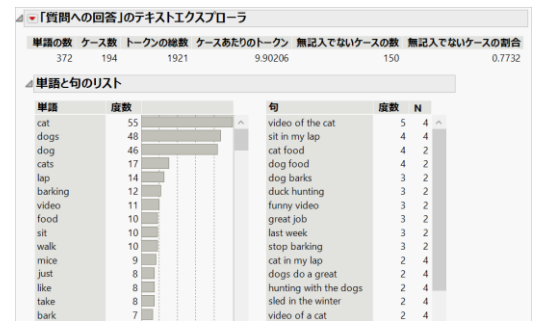 「質問への回答」のテキストエクスプローラ
単語の数 ケース数 トークンの総数 ケースあたりのトークン 無記入でないケースの数 無記入でないケースの割合
372 194 1921 9.90206 150 0.7732
単語と句のリスト
単語 度数 句 度数 N
cat 55 video of the cat 5 4
dogs 48 sit in my lap 4 4
dog 46 cat food 4 2
cats 17 dog food 4 2
lap 14 dog barks 3 2
barking 12 duck hunting 3 2
video 11 funny video 3 2
food 10 great job 3 2
sit 10 last week 3 2
walk 10 stop barking 3 2
mice 9 cat in my lap 2 4
just 8 dogs do a great 2 4
like 8 hunting with the dogs 2 4
take 8 sled in the winter 2 4
bark 7 video of a cat 2 4